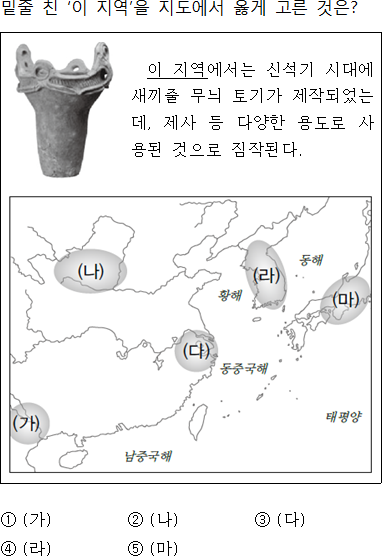 밑줄 친 ‘이 지역’을 지도에서 옳게 고른 것은?
이 지역에서는 신석기 시대에
새끼줄 무늬 토기가 제작되었는
데, 제사 등 다양한 용도로 사
용된 것으로 짐작된다.
(나)
(라)
동해
황해
(마)
(다)
동중국해
(가)
태평양
남중국해
① (가) ② (나) ③ (다)
④ (라) ⑤ (마)